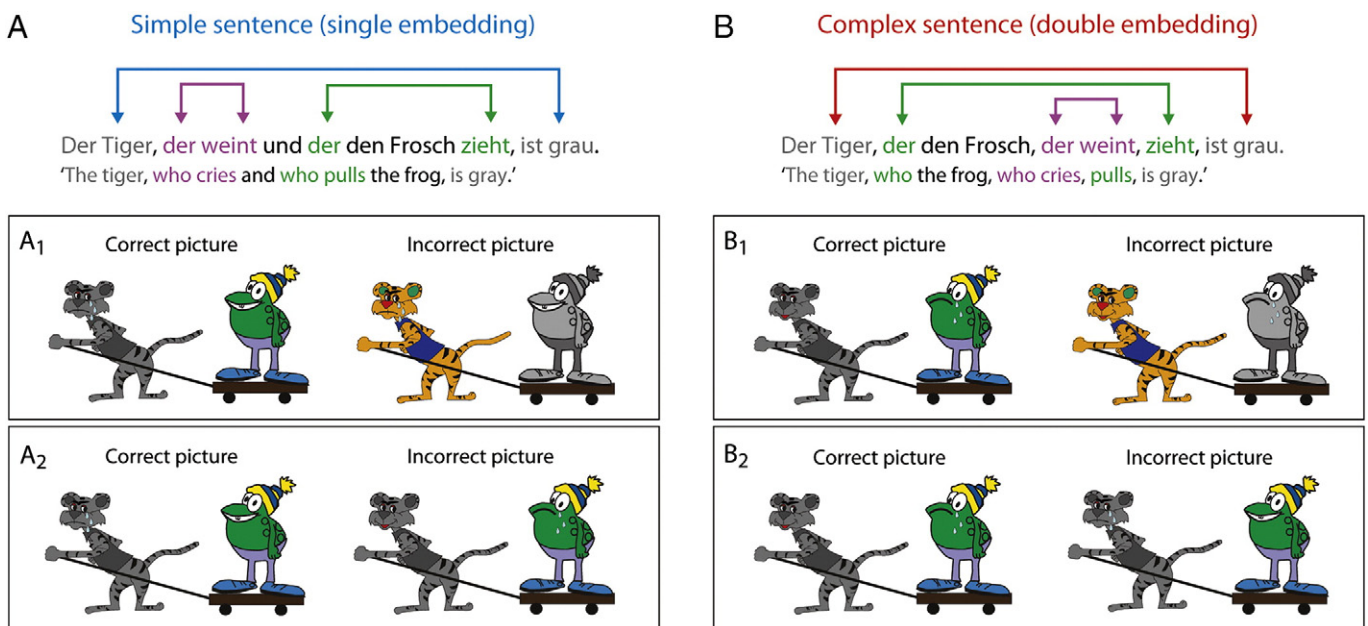 A
Simple sentence (single embedding)
Der Tiger, der weint und der den Frosch zieht, ist grau.
‘The tiger, who cries and who pulls the frog, is gray.’
A1
Correct picture
Incorrect picture
A2
Correct picture
Incorrect picture
B
Complex sentence (double embedding)
Der Tiger, der den Frosch, der weint, zieht, ist grau.
‘The tiger, who the frog, who cries, pulls, is gray.’
B1
Correct picture
Incorrect picture
B2
Correct picture
Incorrect picture